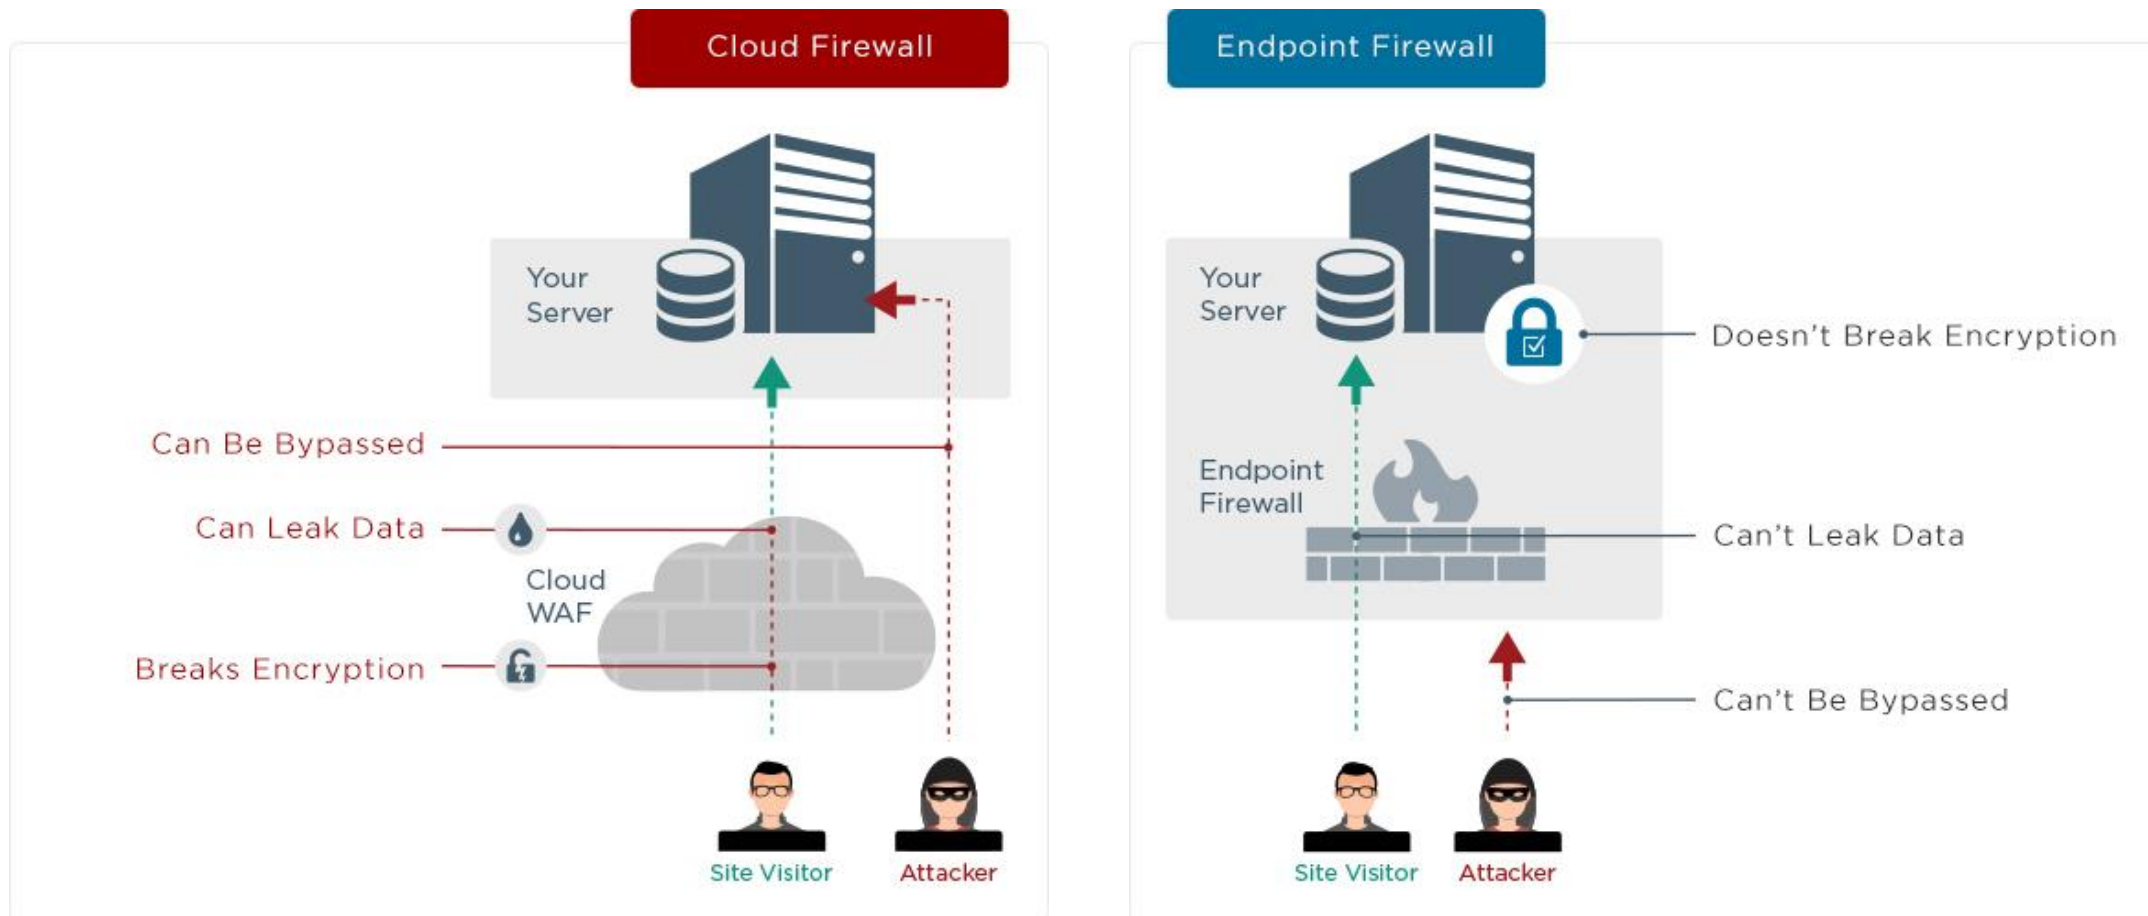 Cloud Firewall
Your
Server
Can Be Bypassed
Can Leak Data
Cloud
WAF
Breaks Encryption
Site Visitor
Attacker
Endpoint Firewall
Your
Server
Doesn't Break Encryption
Endpoint
Firewall
Can't Leak Data
Can't Be Bypassed
Site Visitor
Attacker